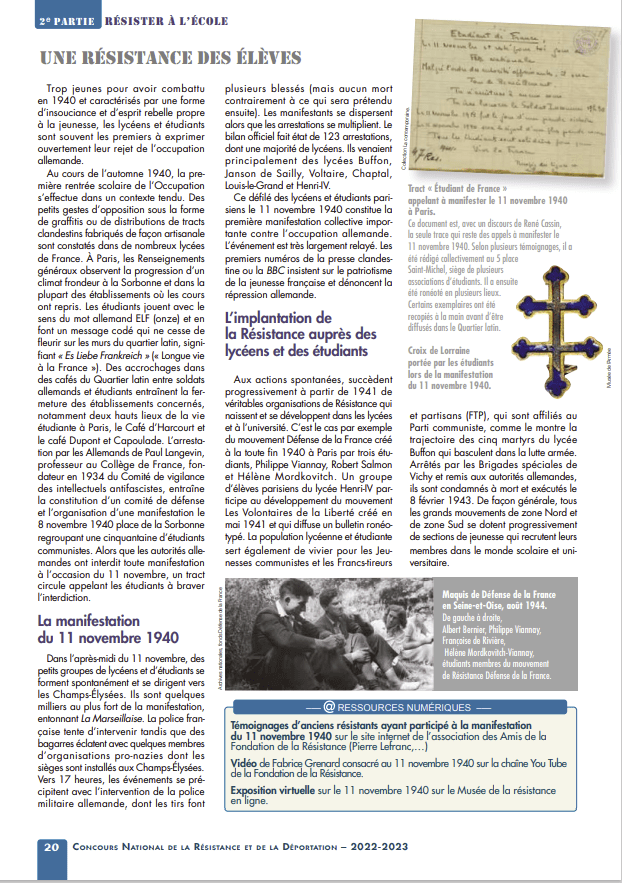 2e PARTIE RÉSISTER À L'ÉCOLE
UNE RÉSISTANCE DES ÉLÈVES
Trop jeunes pour avoir combattu
en 1940 et caractérisés par une forme
d'insouciance et d'esprit rebelle propre
à la jeunesse, les lycéens et étudiants
sont souvent les premiers à exprimer
ouvertement leur rejet de l'occupation
allemande.
Au cours de l'automne 1940, la pre-
mière rentrée scolaire de l'Occupation
s'effectue dans un contexte tendu. Des
petits gestes d'opposition sous la forme
de graffitis ou de distributions de tracts
clandestins fabriqués de façon artisanale
sont constatés dans de nombreux lycées
de France. À Paris, les Renseignements
généraux observent la progression d'un
climat frondeur à la Sorbonne et dans la
plupart des établissements où les cours
ont repris. Les étudiants jouent avec le
sens du mot allemand ELF (onze) et en
font un message codé qui ne cesse de
fleurir sur les murs du quartier latin, signi-
fiant « Es Liebe Frankreich » (« Longue vie
à la France »). Des accrochages dans
des cafés du Quartier latin entre soldats
allemands et étudiants entraînent la fer-
meture des établissements concernés,
notamment deux hauts lieux de la vie
étudiante à Paris, le Café d'Harcourt et
le café Dupont et Capoulade. L'arresta-
tion par les Allemands de Paul Langevin,
professeur au Collège de France, fon-
dateur en 1934 du Comité de vigilance
des intellectuels antifascistes, entraîne
la constitution d'un comité de défense
et l'organisation d'une manifestation le
8 novembre 1940 place de la Sorbonne
regroupant une cinquantaine d'étudiants
communistes. Alors que les autorités alle-
mandes ont interdit toute manifestation
à l'occasion du 11 novembre, un tract
circule appelant les étudiants à braver
l'interdiction.
La manifestation
du 11 novembre 1940
Dans l'après-midi du 11 novembre, des
petits groupes de lycéens et d'étudiants se
forment spontanément et se dirigent vers
les Champs-Élysées. Ils sont quelques
milliers au plus fort de la manifestation,
entonnant La Marseillaise. La police fran-
çaise tente d'intervenir tandis que des
bagarres éclatent avec quelques membres
d'organisations pro-nazies dont les
sièges sont installés aux Champs-Élysées.
Vers 17 heures, les événements se pré-
cipitent avec l'intervention de la police
militaire allemande, dont les tirs font
plusieurs blessés (mais aucun mort
contrairement à ce qui sera prétendu
ensuite). Les manifestants se dispersent
alors que les arrestations se multiplient. Le
bilan officiel fait état de 123 arrestations,
dont une majorité de lycéens. Ils venaient
principalement des lycées Buffon,
Janson de Sailly, Voltaire, Chaptal,
Louis-le-Grand et Henri-IV.
Ce défilé des lycéens et étudiants pari-
siens le 11 novembre 1940 constitue la
première manifestation collective impor-
tante contre l'occupation allemande.
L'événement est très largement relayé. Les
premiers numéros de la presse clandes-
tine ou la BBC insistent sur le patriotisme
de la jeunesse française et dénoncent la
répression allemande.
L'implantation de
la Résistance auprès des
lycéens et des étudiants
Aux actions spontanées, succèdent
progressivement à partir de 1941 de
véritables organisations de Résistance qui
naissent et se développent dans les lycées
et à l'université. C'est le cas par exemple
du mouvement Défense de la France créé
à la toute fin 1940 à Paris par trois étu-
diants, Philippe Viannay, Robert Salmon
et Hélène Mordkovitch. Un groupe
d'élèves parisiens du lycée Henri-IV par-
ticipe au développement du mouvement
Les Volontaires de la Liberté créé en
mai 1941 et qui diffuse un bulletin ronéo-
typé. La population lycéenne et étudiante
sert également de vivier pour les Jeu-
nesses communistes et les Francs-tireurs
Étudiant de France
Vive la France
Collection La contemporaine
Tract « Étudiant de France »
appelant à manifester le 11 novembre 1940
à Paris.
Ce document est, avec un discours de René Cassin,
la seule trace qui reste des appels à manifester le
11 novembre 1940. Selon plusieurs témoignages, il a
été rédigé collectivement au 5 place
Saint-Michel, siège de plusieurs
associations d'étudiants. Il a ensuite
été ronéoté en plusieurs lieux.
Certains exemplaires ont été
recopiés à la main avant d'être
diffusés dans le Quartier latin.
Croix de Lorraine
portée par les étudiants
lors de la manifestation
du 11 novembre 1940.
Musée de l'armée
et partisans (FTP), qui sont affiliés au
Parti communiste, comme le montre la
trajectoire des cinq martyrs du lycée
Buffon qui basculent dans la lutte armée.
Arrêtés par les Brigades spéciales de
Vichy et remis aux autorités allemandes,
ils sont condamnés à mort et exécutés le
8 février 1943. De façon générale, tous
les grands mouvements de zone Nord et
de zone Sud se dotent progressivement
de sections de jeunesse qui recrutent leurs
membres dans le monde scolaire et uni-
versitaire.
Archives nationales, fonds Défense de la France
Maquis de Défense de la France
en Seine-et-Oise, août 1944.
De gauche à droite,
Albert Bernier, Philippe Viannay,
Françoise de Rivière,
Hélène Mordkovitch-Viannay,
étudiants membres du mouvement
de Résistance Défense de la France.
@ RESSOURCES NUMÉRIQUES
Témoignages d'anciens résistants ayant participé à la manifestation
du 11 novembre 1940 sur le site internet de l'association des Amis de la
Fondation de la Résistance (Pierre Lefranc,...)
Vidéo de Fabrice Grenard consacré au 11 novembre 1940 sur la chaîne You Tube
de la Fondation de la Résistance.
Exposition virtuelle sur le 11 novembre 1940 sur le Musée de la résistance
en ligne.
20 CONCOURS NATIONAL DE LA RÉSISTANCE ET DE LA DÉPORTATION – 2022-2023